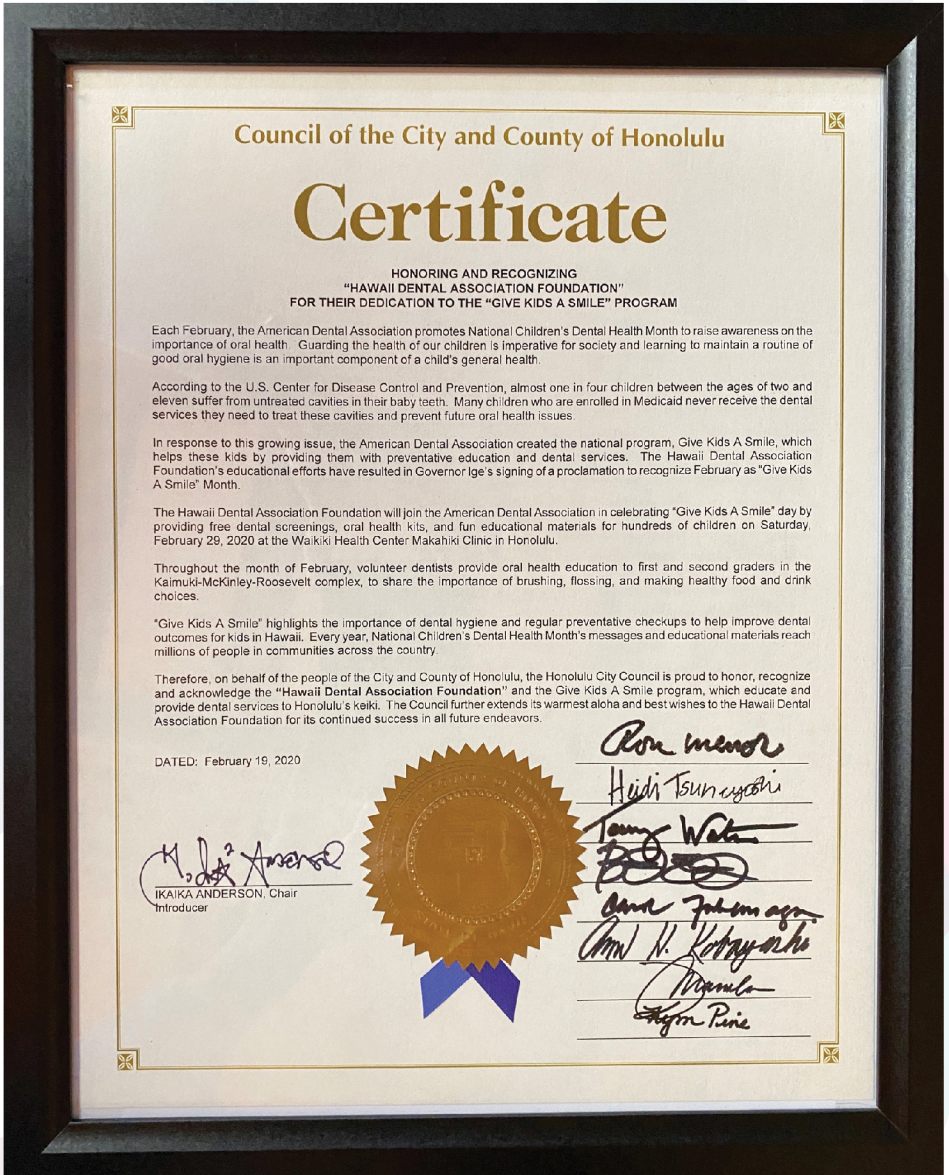 Council of the City and County of Honolulu
Certificate
HONORING AND RECOGNIZING
“HAWAII DENTAL ASSOCIATION FOUNDATION”
FOR THEIR DEDICATION TO THE “GIVE KIDS A SMILE” PROGRAM
Each February, the American Dental Association promotes National Children's Dental Health Month to raise awareness on the
importance of oral health. Guarding the health of our children is imperative for society and learning to maintain a routine of
good oral hygiene is an important component of a child's general health.
According to the U.S. Center for Disease Control and Prevention, almost one in four children between the ages of two and
eleven suffer from untreated cavities in their baby teeth. Many children who are enrolled in Medicaid never receive the dental
services they need to treat these cavities and prevent future oral health issues.
In response to this growing issue, the American Dental Association created the national program, Give Kids A Smile, which
helps these kids by providing them with preventative education and dental services. The Hawaii Dental Association
Foundation's educational efforts have resulted in Governor Ige's signing of a proclamation to recognize February as “Give Kids
A Smile” Month.
The Hawaii Dental Association Foundation will join the American Dental Association in celebrating “Give Kids A Smile” day by
providing free dental screenings, oral health kits, and fun educational materials for hundreds of children on Saturday,
February 29, 2020 at the Waikiki Health Center Makahiki Clinic in Honolulu.
Throughout the month of February, volunteer dentists provide oral health education to first and second graders in the
Kaimuki-McKinley-Roosevelt complex, to share the importance of brushing, flossing, and making healthy food and drink
choices.
“Give Kids A Smile” highlights the importance of dental hygiene and regular preventative checkups to help improve dental
outcomes for kids in Hawaii. Every year, National Children's Dental Health Month's messages and educational materials reach
millions of people in communities across the country.
Therefore, on behalf of the people of the City and County of Honolulu, the Honolulu City Council is proud to honor, recognize
and acknowledge the “Hawaii Dental Association Foundation” and the Give Kids A Smile program, which educate and
provide dental services to Honolulu's keiki. The Council further extends its warmest aloha and best wishes to the Hawaii Dental
Association Foundation for its continued success in all future endeavors.
DATED: February 19, 2020
Ron Menor
Heidi Tsuneyoshi
Ann H. Kobayashi
Kym Pine
IKAIKA ANDERSON, Chair
Introducer